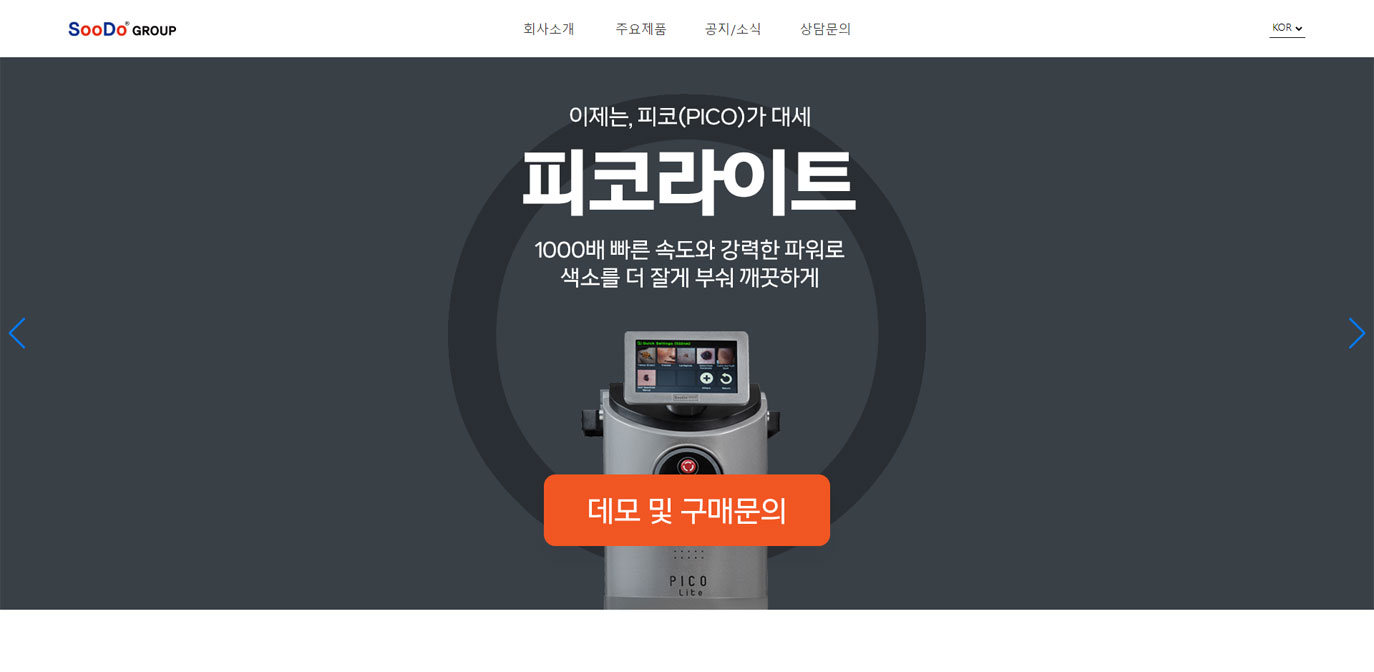 SooDo® GROUP
회사소개
주요제품
공지/소식
상담문의
KOR
이제는, 피코(PICO)가 대세
피코라이트
1000배 빠른 속도와 강력한 파워로
색소를 더 잘게 부숴 깨끗하게
데모 및 구매문의
PICO
Lite